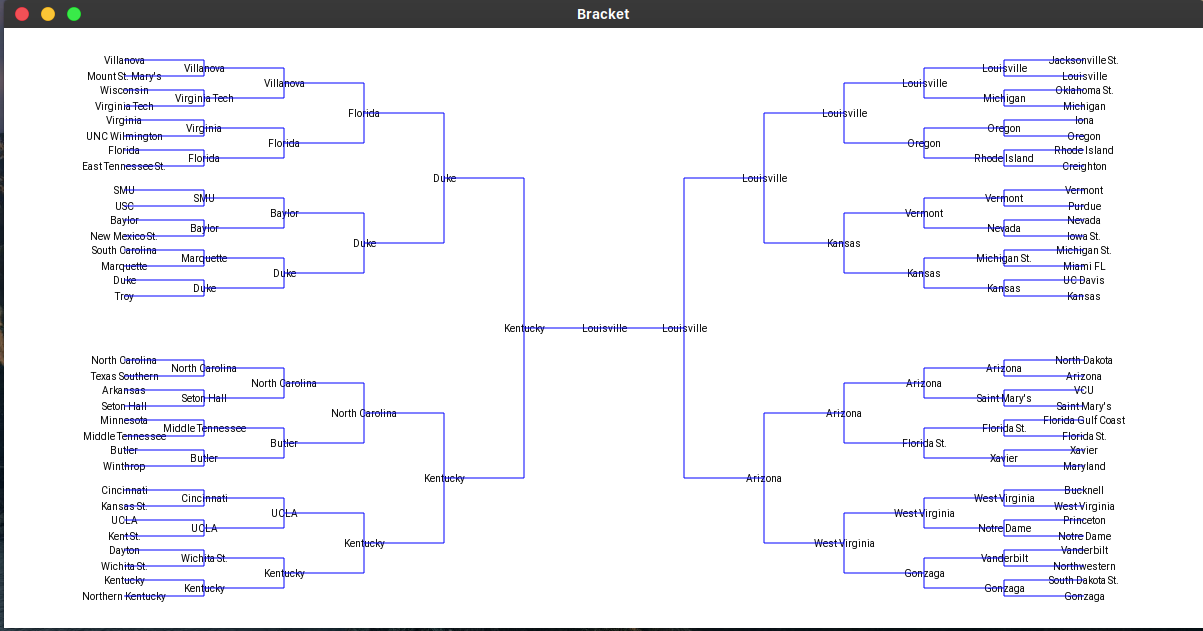 Bracket
Villanova
Mount St. Mary's
Wisconsin
Virginia Tech
Virginia
UNC Wilmington
Florida
East Tennessee St.
SMU
USC
Baylor
New Mexico St.
South Carolina
Marquette
Duke
Troy
North Carolina
Texas Southern
Arkansas
Seton Hall
Minnesota
Middle Tennessee
Butler
Winthrop
Cincinnati
Kansas St.
UCLA
Kent St.
Dayton
Wichita St.
Kentucky
Northern Kentucky
Villanova
Virginia Tech
Virginia
Florida
SMU
Baylor
Marquette
Duke
North Carolina
Seton Hall
Middle Tennessee
Butler
Cincinnati
UCLA
Wichita St.
Kentucky
Villanova
Florida
Baylor
Duke
North Carolina
Butler
UCLA
Kentucky
Florida
Duke
North Carolina
Kentucky
Duke
Kentucky
Kentucky
Louisville
Louisville
Louisville
Arizona
Louisville
Kansas
Arizona
West Virginia
Louisville
Oregon
Vermont
Kansas
Arizona
Florida St.
West Virginia
Gonzaga
Louisville
Michigan
Oregon
Rhode Island
Vermont
Nevada
Michigan St.
Kansas
Arizona
Saint Mary's
Florida St.
Xavier
West Virginia
Notre Dame
Vanderbilt
Gonzaga
Jacksonville St.
Louisville
Oklahoma St.
Michigan
Iona
Oregon
Rhode Island
Creighton
Vermont
Purdue
Nevada
Iowa St.
Michigan St.
Miami FL
UC Davis
Kansas
North Dakota
Arizona
VCU
Saint Mary's
Florida Gulf Coast
Florida St.
Xavier
Maryland
Bucknell
West Virginia
Princeton
Notre Dame
Vanderbilt
Northwestern
South Dakota St.
Gonzaga